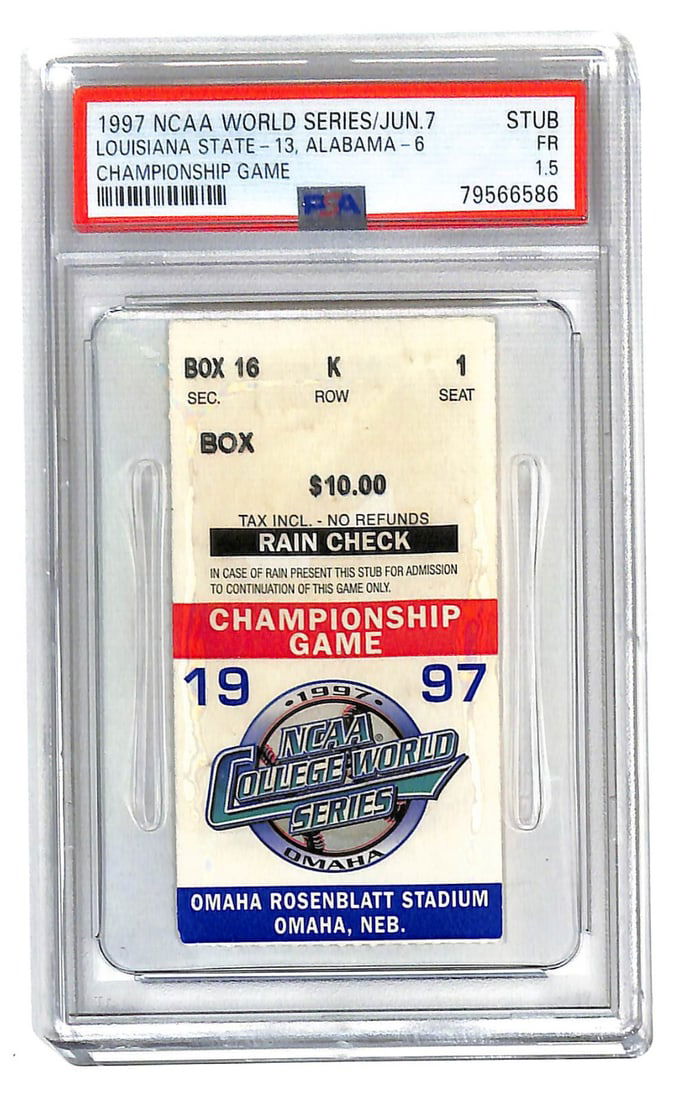 1997 NCAA WORLD SERIES/JUN.7 STUB
LOUISIANA STATE - 13, ALABAMA - 6 FR
CHAMPIONSHIP GAME 1.5
79566586
PSA
BOX 16 K 1
SEC. ROW SEAT
BOX
$10.00
TAX INCL. - NO REFUNDS
RAIN CHECK
IN CASE OF RAIN PRESENT THIS STUB FOR ADMISSION
TO CONTINUATION OF THIS GAME ONLY.
CHAMPIONSHIP
GAME
19 97
•1997•
NCAA®
COLLEGE WORLD
SERIES
OMAHA
OMAHA ROSENBLATT STADIUM
OMAHA, NEB.